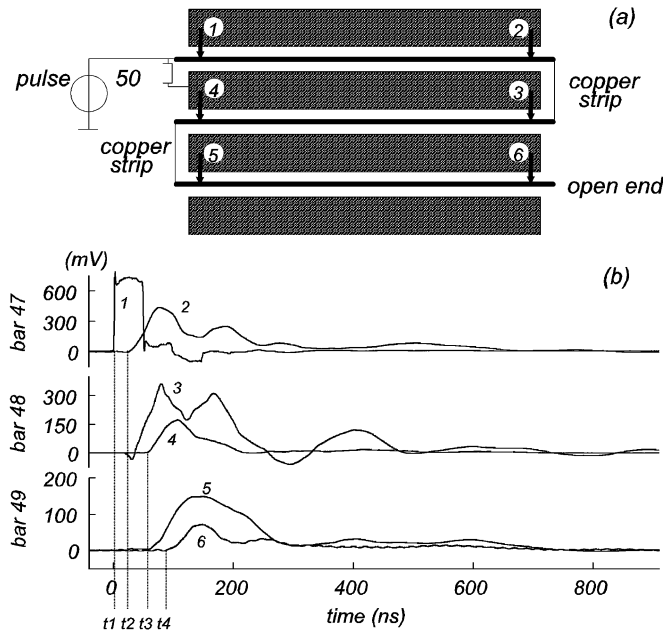 (a)
1 2
pulse 50
4 3
copper
strip
copper
strip
5 6
open end
(mV)
(b)
600
300
0
bar 47
1 2
300
150
0
bar 48
3
4
200
100
0
bar 49
5
6
0 200 400 600 800
t1 t2 t3 t4
time (ns)